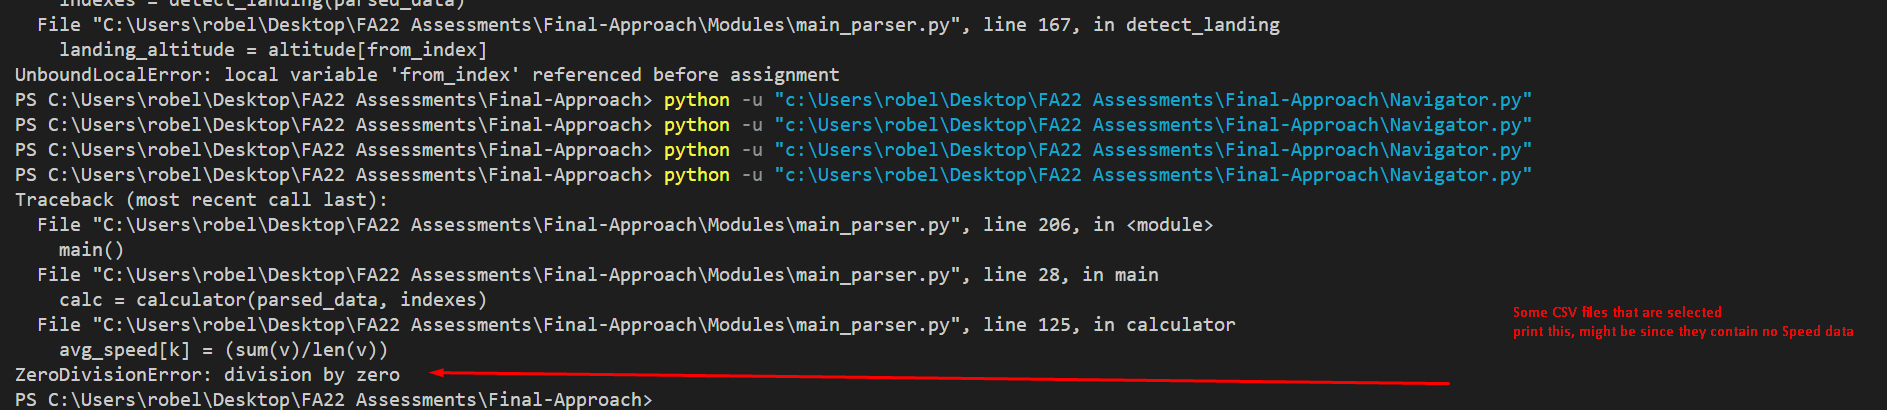 indexes = detect_landing(parsed_data)
File "C:\Users\robel\Desktop\FA22 Assessments\Final-Approach\Modules\main_parser.py", line 167, in detect_landing
landing_altitude = altitude[from_index]
UnboundLocalError: local variable 'from_index' referenced before assignment
PS C:\Users\robel\Desktop\FA22 Assessments\Final-Approach> python -u "c:\Users\robel\Desktop\FA22 Assessments\Final-Approach\Navigator.py"
PS C:\Users\robel\Desktop\FA22 Assessments\Final-Approach> python -u "c:\Users\robel\Desktop\FA22 Assessments\Final-Approach\Navigator.py"
PS C:\Users\robel\Desktop\FA22 Assessments\Final-Approach> python -u "c:\Users\robel\Desktop\FA22 Assessments\Final-Approach\Navigator.py"
PS C:\Users\robel\Desktop\FA22 Assessments\Final-Approach> python -u "c:\Users\robel\Desktop\FA22 Assessments\Final-Approach\Navigator.py"
Traceback (most recent call last):
File "C:\Users\robel\Desktop\FA22 Assessments\Final-Approach\Modules\main_parser.py", line 206, in <module>
main()
File "C:\Users\robel\Desktop\FA22 Assessments\Final-Approach\Modules\main_parser.py", line 28, in main
calc = calculator(parsed_data, indexes)
File "C:\Users\robel\Desktop\FA22 Assessments\Final-Approach\Modules\main_parser.py", line 125, in calculator
avg_speed[k] = (sum(v)/len(v))
ZeroDivisionError: division by zero
PS C:\Users\robel\Desktop\FA22 Assessments\Final-Approach>
Some CSV files that are selected
print this, might be since they contain no Speed data